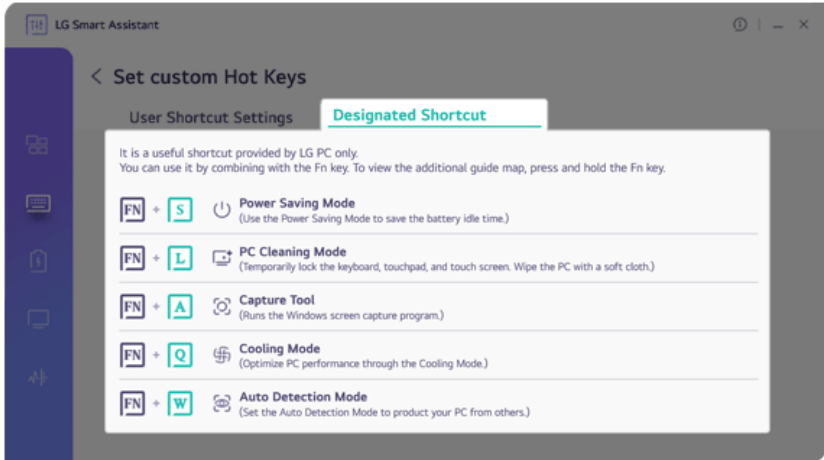 LG Smart Assistant
Set custom Hot Keys
User Shortcut Settings
Designated Shortcut
It is a useful shortcut provided by LG PC only.
You can use it by combining with the Fn key. To view the additional guide map, press and hold the Fn key.
FN + S Power Saving Mode
(Use the Power Saving Mode to save the battery idle time.)
FN + L PC Cleaning Mode
(Temporarily lock the keyboard, touchpad, and touch screen. Wipe the PC with a soft cloth.)
FN + A Capture Tool
(Runs the Windows screen capture program.)
FN + Q Cooling Mode
(Optimize PC performance through the Cooling Mode.)
FN + W Auto Detection Mode
(Set the Auto Detection Mode to product your PC from others.)